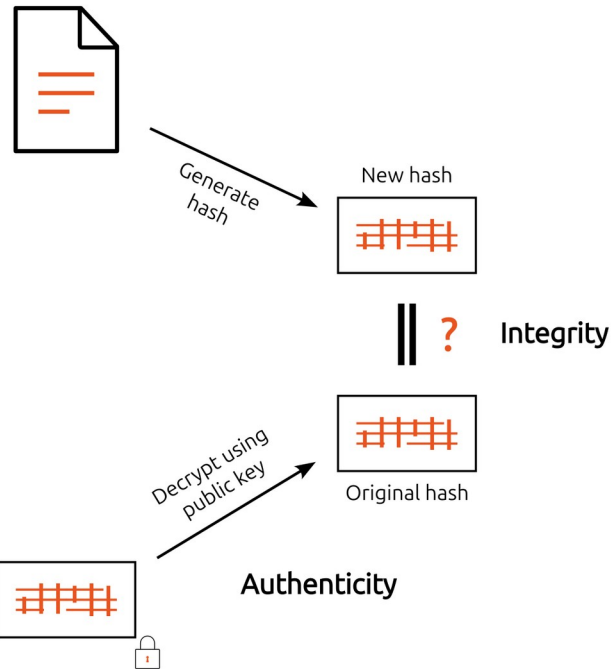 Generate
hash
New hash
?
Integrity
Decrypt using
public key
Original hash
Authenticity